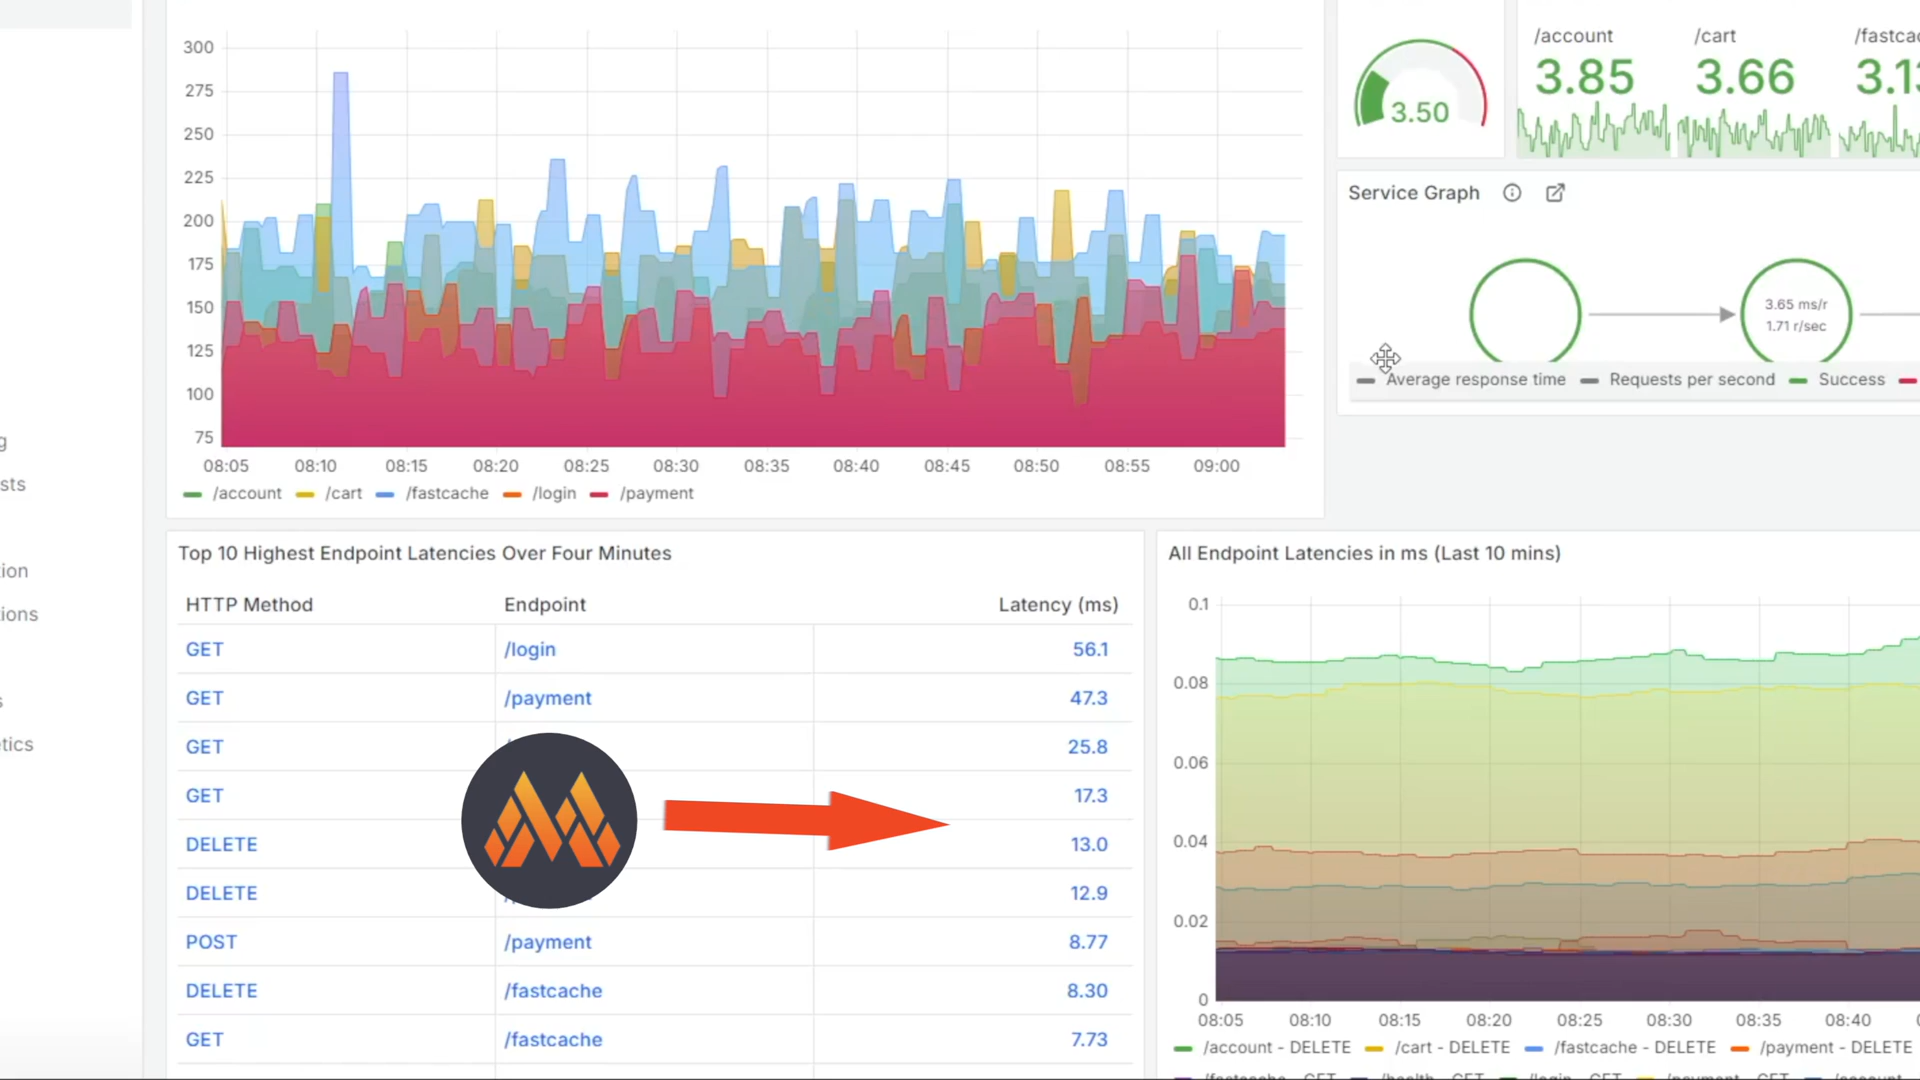 /account /cart
3.85 3.66
3.50
300
275
250
225
200
175
150
125
100
75
08:05 08:10 08:15 08:20 08:25 08:30 08:35 08:40 08:45 08:50 08:55 09:00
/account /cart /fastcache /login /payment
Service Graph
3.65 ms/r
1.71 r/sec
Average response time Requests per second Success
sts
ion
ions
etics
Top 10 Highest Endpoint Latencies Over Four Minutes
HTTP Method Endpoint Latency (ms)
GET /login 56.1
GET /payment 47.3
GET 25.8
GET 17.3
DELETE 13.0
DELETE 12.9
POST /payment 8.77
DELETE /fastcache 8.30
GET /fastcache 7.73
All Endpoint Latencies in ms (Last 10 mins)
0.1
0.08
0.06
0.04
0.02
0
08:05 08:10 08:15 08:20 08:25 08:30 08:35 08:40
/account - DELETE /cart - DELETE /fastcache - DELETE /payment - DELETE